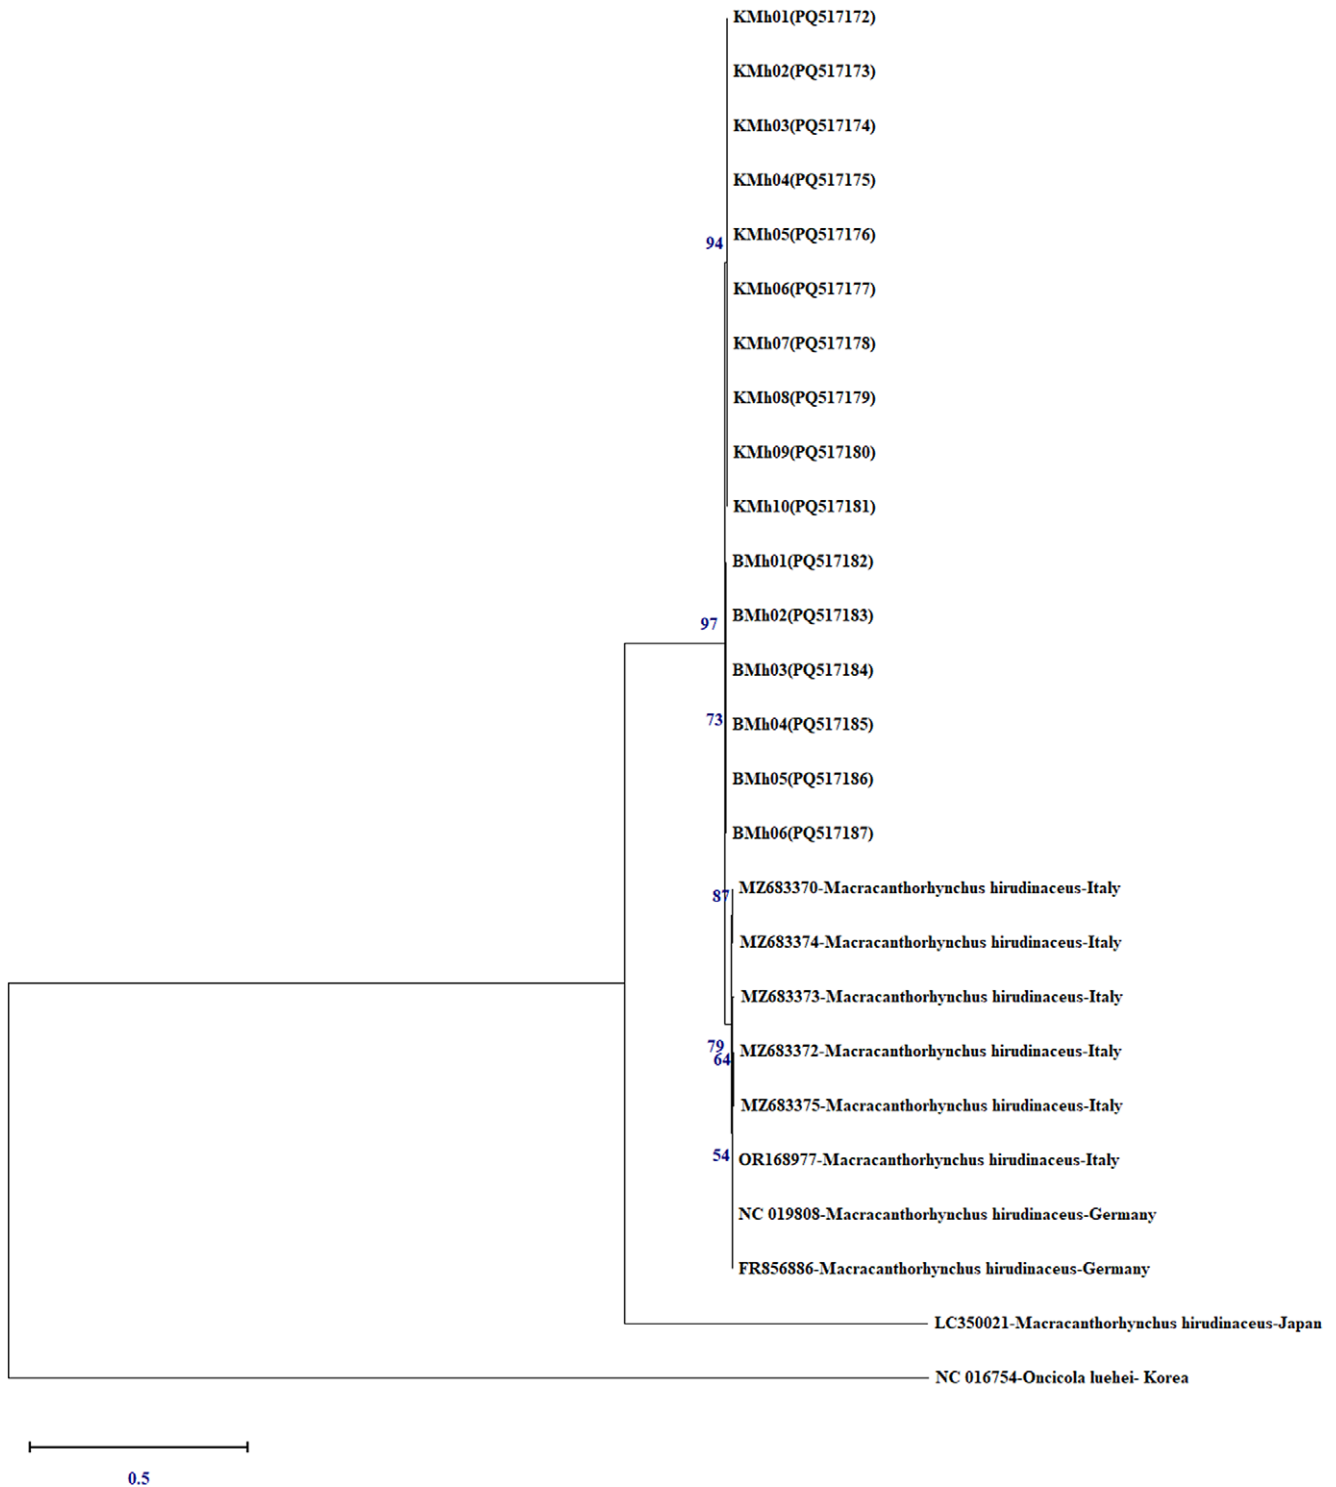 KMh01(PQ517172)
KMh02(PQ517173)
KMh03(PQ517174)
KMh04(PQ517175)
KMh05(PQ517176)
94
KMh06(PQ517177)
KMh07(PQ517178)
KMh08(PQ517179)
KMh09(PQ517180)
KMh10(PQ517181)
BMh01(PQ517182)
BMh02(PQ517183)
97
BMh03(PQ517184)
73
BMh04(PQ517185)
BMh05(PQ517186)
BMh06(PQ517187)
MZ683370-Macracanthorhynchus hirudinaceus-Italy
87
MZ683374-Macracanthorhynchus hirudinaceus-Italy
MZ683373-Macracanthorhynchus hirudinaceus-Italy
79
MZ683372-Macracanthorhynchus hirudinaceus-Italy
64
MZ683375-Macracanthorhynchus hirudinaceus-Italy
54
OR168977-Macracanthorhynchus hirudinaceus-Italy
NC 019808-Macracanthorhynchus hirudinaceus-Germany
FR856886-Macracanthorhynchus hirudinaceus-Germany
LC350021-Macracanthorhynchus hirudinaceus-Japan
NC 016754-Oncicola luehei- Korea
0.5